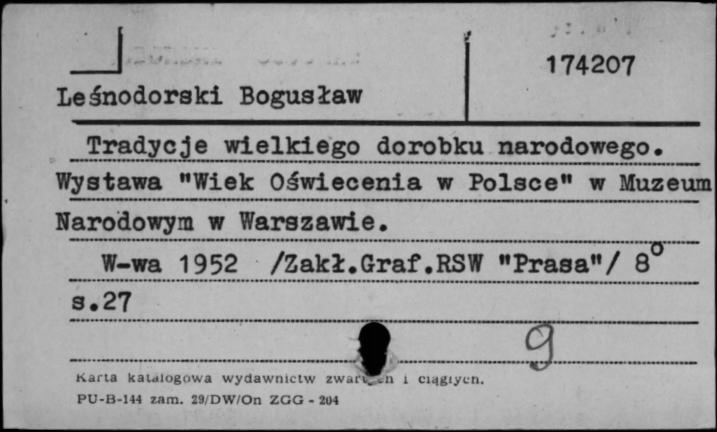 174207
Leśnodorski Bogusław
Tradycje wielkiego dorobku narodowego.
Wystawa "Wiek Oświecenia w Polsce" w Muzeum
Narodowym w Warszawie.
W-wa 1952 /Zakł.Graf.RSW "Prasa"/ 8°
s.27
9
Karta katalogowa wydawnictw zwartych i ciągłych.
PU-B-144 zam. 29/DW/On ZGG - 204